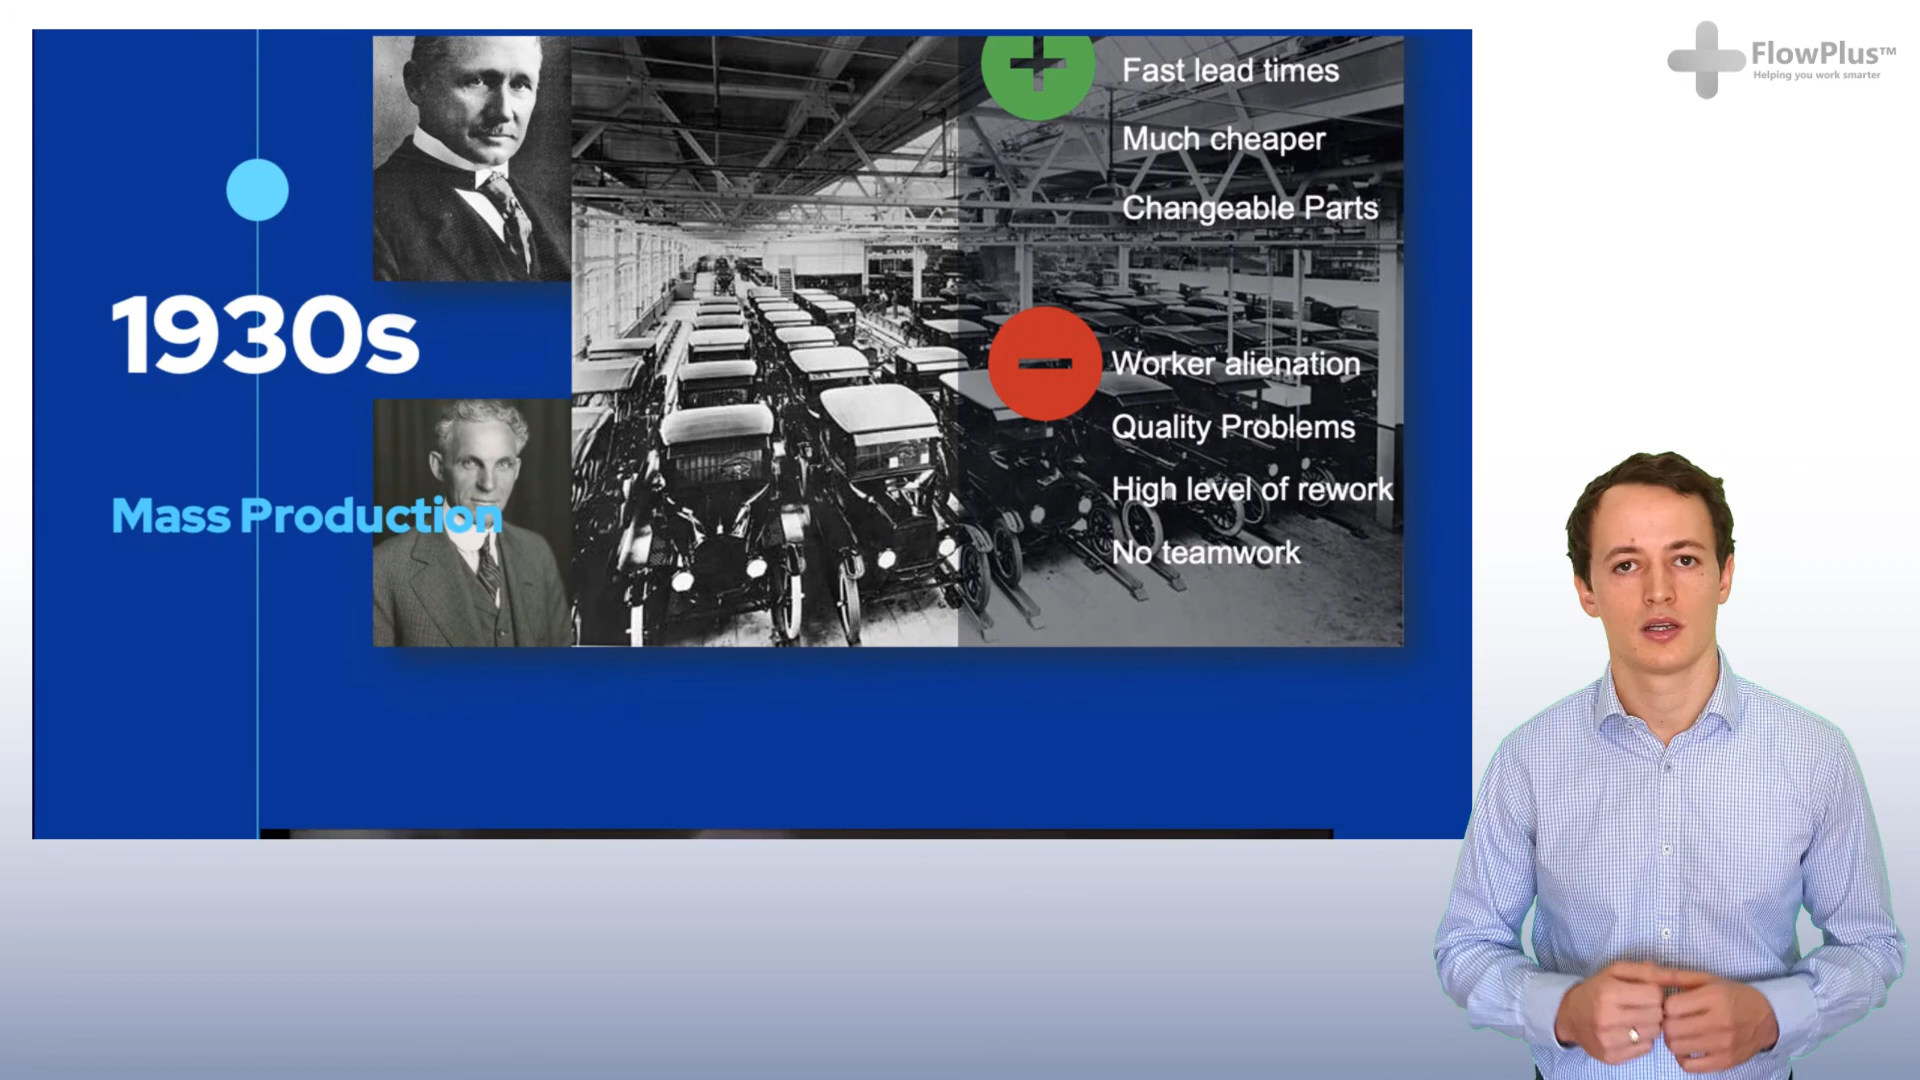 FlowPlus™
Helping you work smarter
1930s
Mass Production
Fast lead times
Much cheaper
Changeable Parts
Worker alienation
Quality Problems
High level of rework
No teamwork